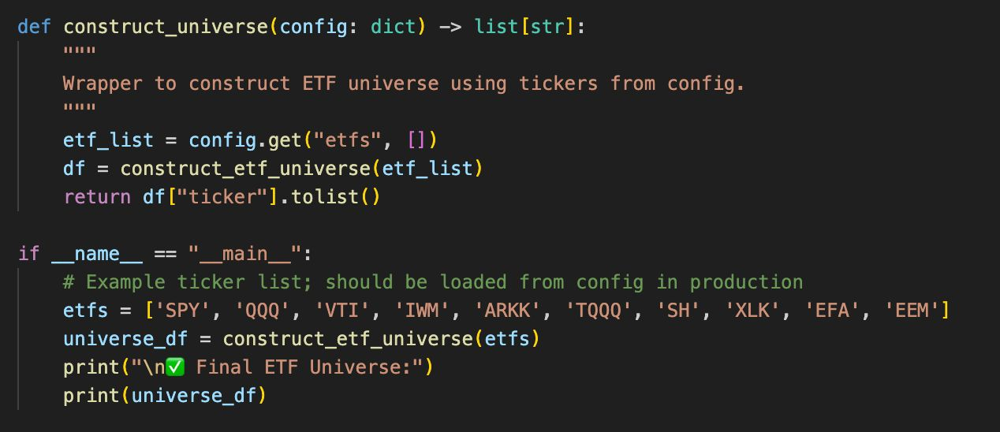 def construct_universe(config: dict) -> list[str]:
    """
    Wrapper to construct ETF universe using tickers from config.
    """
    etf_list = config.get("etfs", [])
    df = construct_etf_universe(etf_list)
    return df["ticker"].tolist()

if __name__ == "__main__":
    # Example ticker list; should be loaded from config in production
    etfs = ['SPY', 'QQQ', 'VTI', 'IWM', 'ARKK', 'TQQQ', 'SH', 'XLK', 'EFA', 'EEM']
    universe_df = construct_etf_universe(etfs)
    print("\n✅ Final ETF Universe:")
    print(universe_df)